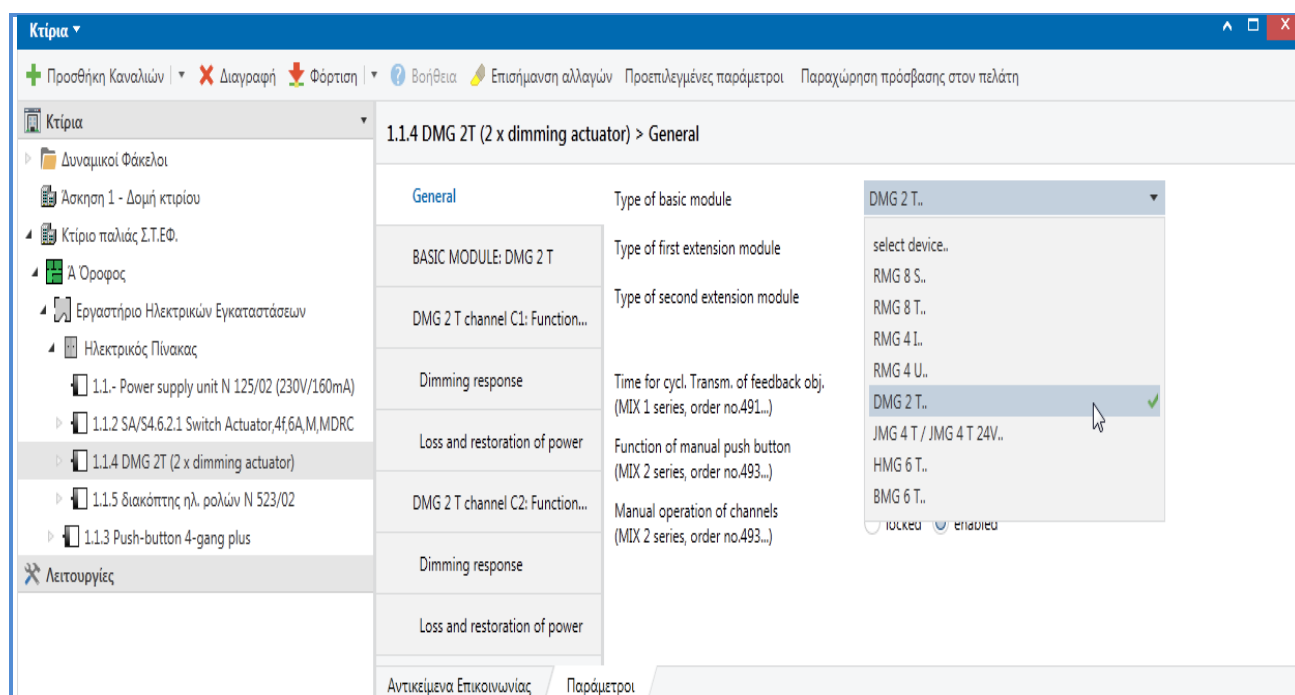 Κτίρια
Προσθήκη Καναλιών Διαγραφή Φόρτιση Βοήθεια Επισήμανση αλλαγών Προεπιλεγμένες παράμετροι Παραχώρηση πρόσβασης στον πελάτη
Κτίρια
Δυναμικοί Φάκελοι
Άσκηση 1 - Δομή κτιρίου
Κτίριο παλιάς Σ.Τ.ΕΦ.
Ά Όροφος
Εργαστήριο Ηλεκτρικών Εγκαταστάσεων
Ηλεκτρικός Πίνακας
1.1.- Power supply unit N 125/02 (230V/160mA)
1.1.2 SA/S4.6.2.1 Switch Actuator,4f,6A,M,MDRC
1.1.4 DMG 2T (2 x dimming actuator)
1.1.5 διακόπτης ηλ. ρολών N 523/02
1.1.3 Push-button 4-gang plus
Λειτουργίες
1.1.4 DMG 2T (2 x dimming actuator) > General
General
BASIC MODULE: DMG 2 T
DMG 2 T channel C1: Function...
Dimming response
Loss and restoration of power
DMG 2 T channel C2: Function...
Dimming response
Loss and restoration of power
Type of basic module
Type of first extension module
Type of second extension module
Time for cycl. Transm. of feedback obj.
(MIX 1 series, order no.491...)
Function of manual push button
(MIX 2 series, order no.493...)
Manual operation of channels
(MIX 2 series, order no.493...)
DMG 2 T..
select device..
RMG 8 S..
RMG 8 T..
RMG 4 I..
RMG 4 U..
DMG 2 T..
JMG 4 T / JMG 4 T 24V..
HMG 6 T..
BMG 6 T..
locked enabled
Αντικείμενα Επικοινωνίας Παράμετροι